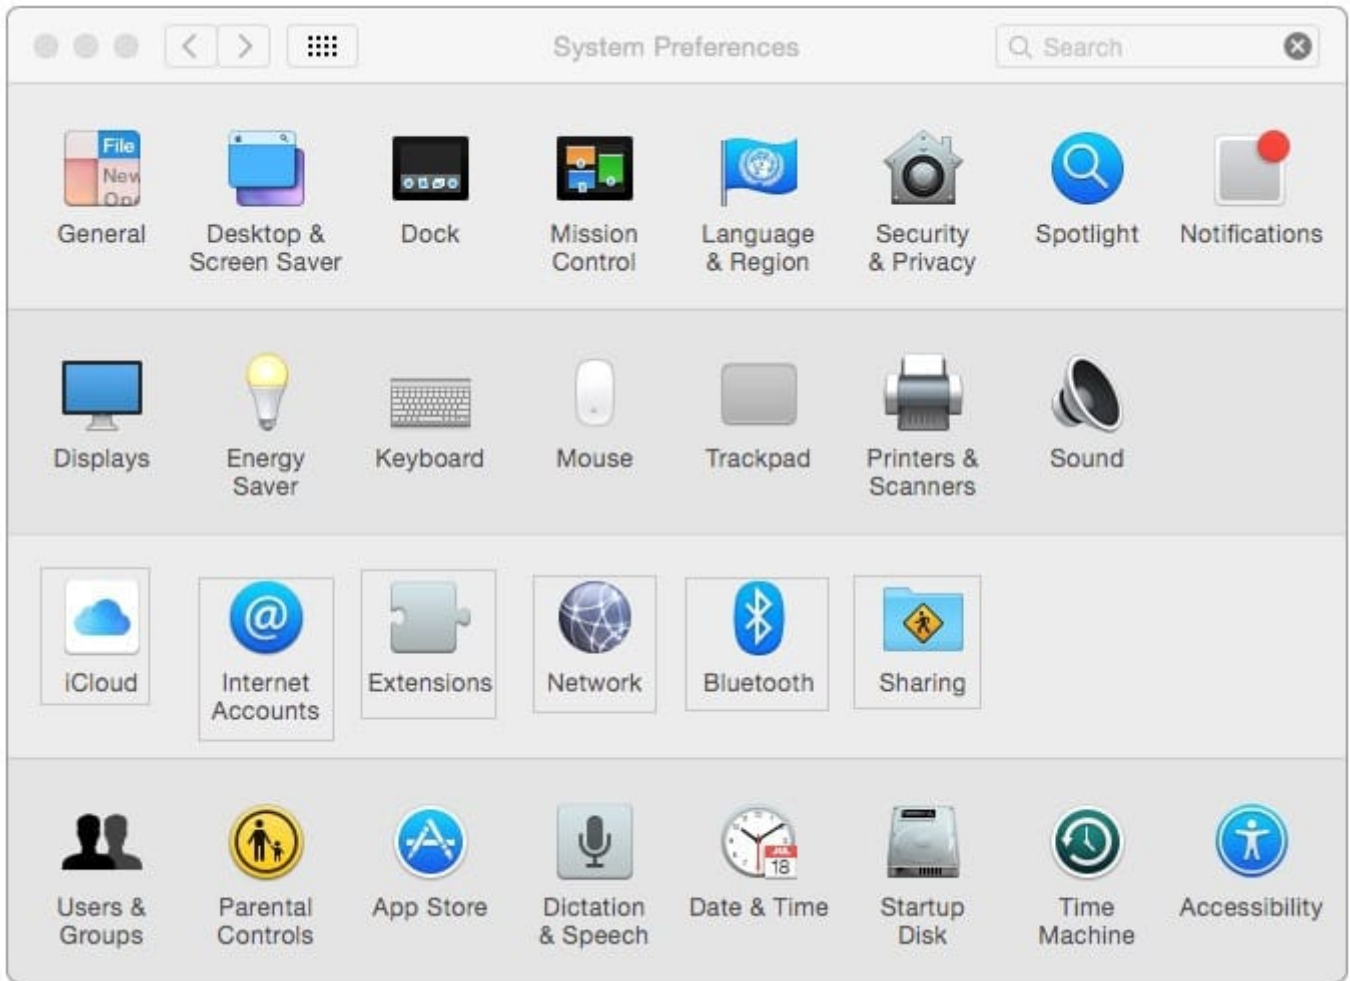 System Preferences
Search
File
New
General
Desktop &
Screen Saver
Dock
Mission
Control
Language
& Region
Security
& Privacy
Spotlight
Notifications
Displays
Energy
Saver
Keyboard
Mouse
Trackpad
Printers &
Scanners
Sound
iCloud
@
Internet
Accounts
Extensions
Network
Bluetooth
Sharing
JUL
18
Users &
Groups
Parental
Controls
App Store
Dictation
& Speech
Date & Time
Startup
Disk
Time
Machine
Accessibility